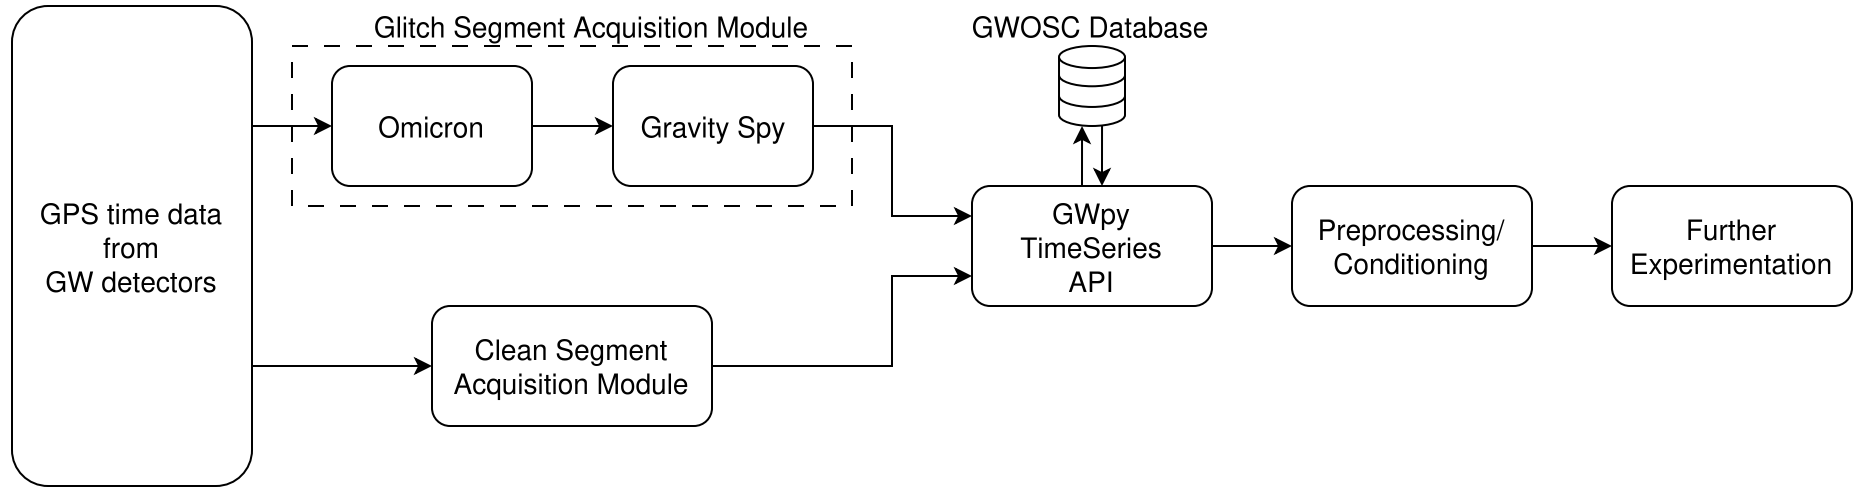 Glitch Segment Acquisition Module
GWOSC Database
Omicron
Gravity Spy
GPS time data
from
GW detectors
GWpy
TimeSeries
API
Preprocessing/
Conditioning
Further
Experimentation
Clean Segment
Acquisition Module